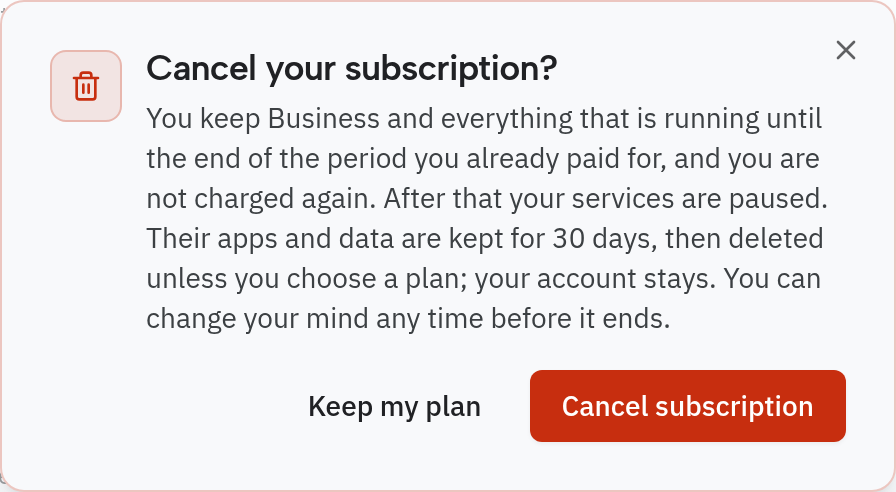 Cancel your subscription?
You keep Business and everything that is running until
the end of the period you already paid for, and you are
not charged again. After that your services are paused.
Their apps and data are kept for 30 days, then deleted
unless you choose a plan; your account stays. You can
change your mind any time before it ends.
Keep my plan
Cancel subscription